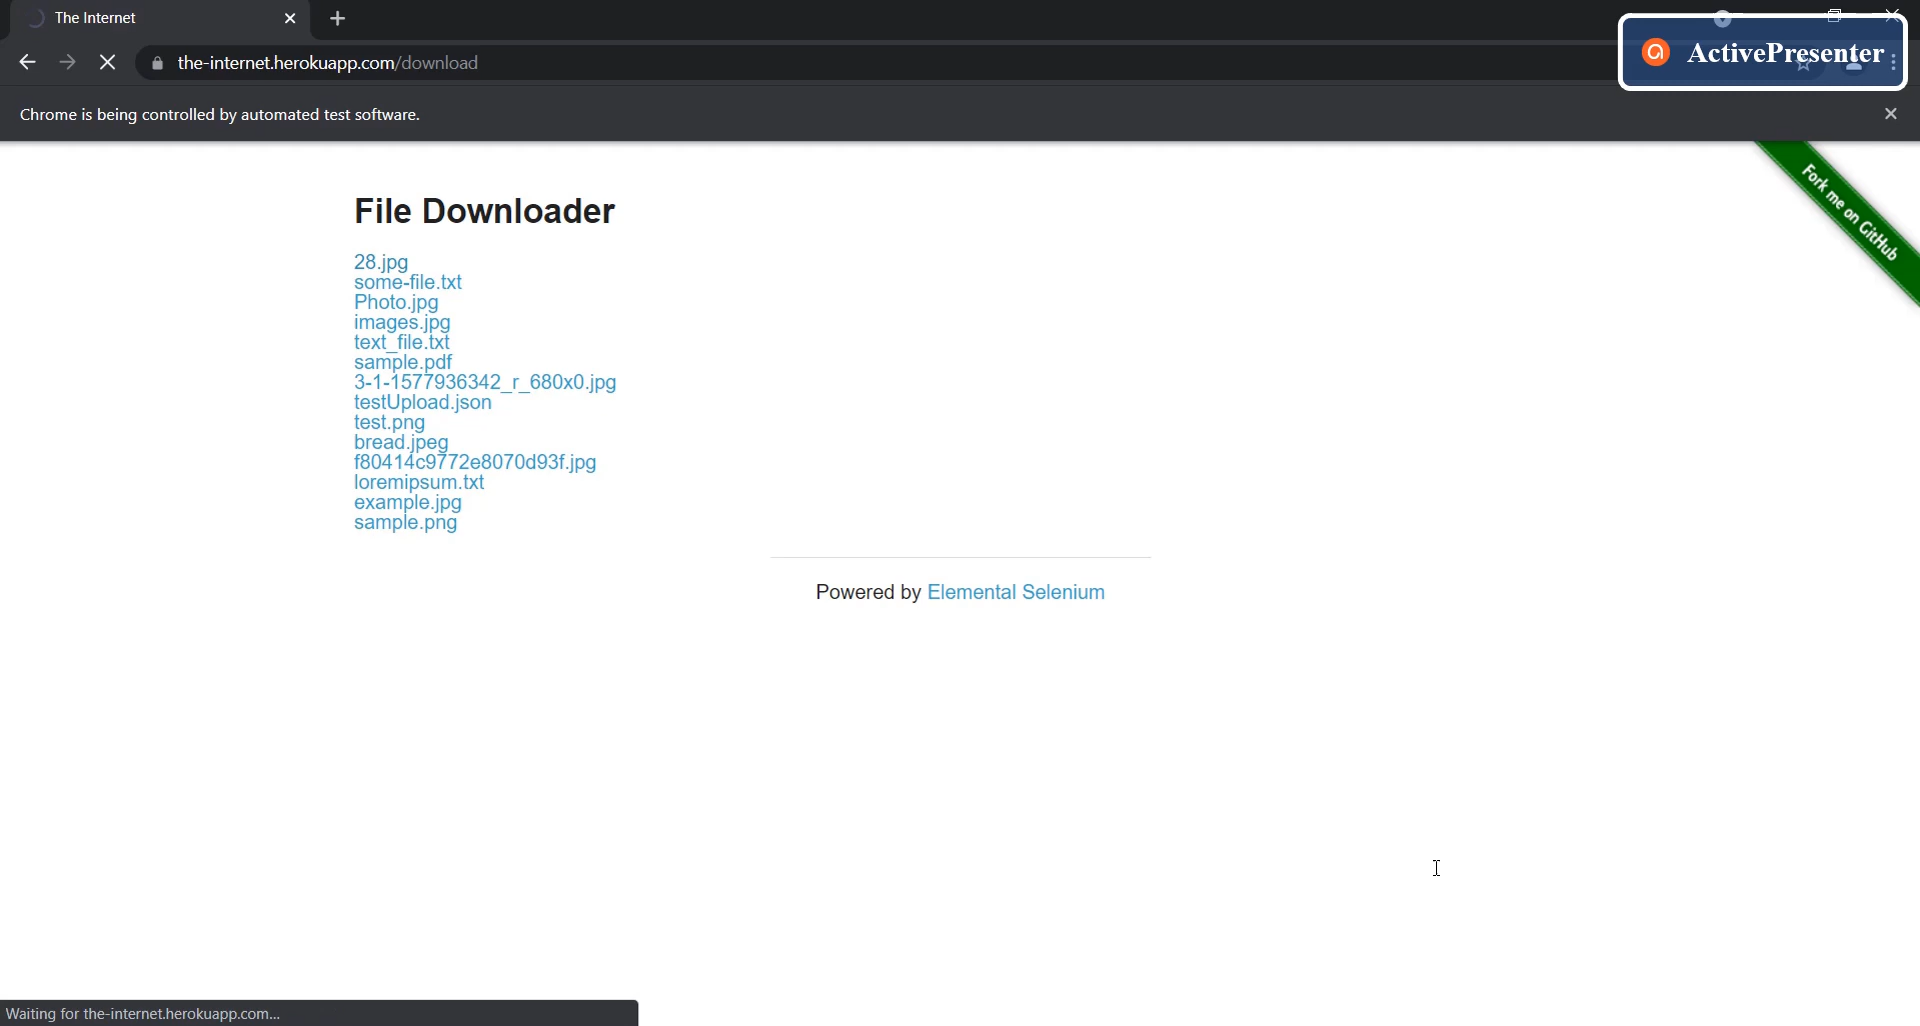 The Internet
the-internet.herokuapp.com/download
ActivePresenter
Chrome is being controlled by automated test software.
Fork me on GitHub
File Downloader
28.jpg
some-file.txt
Photo.jpg
images.jpg
text_file.txt
sample.pdf
3-1-1577936342_r_680x0.jpg
testUpload.json
test.png
bread.jpeg
f80414c9772e8070d93f.jpg
loremipsum.txt
example.jpg
sample.png
Powered by Elemental Selenium
Waiting for the-internet.herokuapp.com...